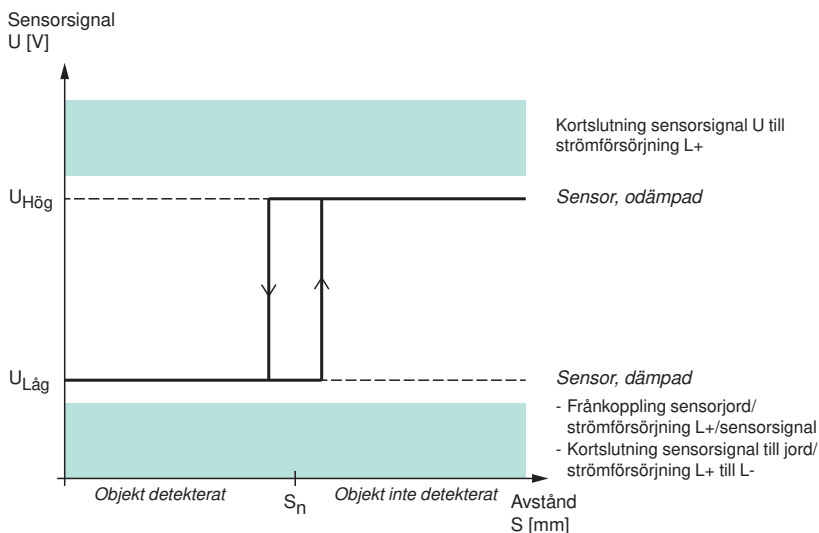 Sensorsignal
U [V]
Kortslutning sensorsignal U till
strömförsörjning L+
UHög
Sensor, odämpad
ULåg
Sensor, dämpad
- Frånkoppling sensorjord/
strömförsörjning L+/sensorsignal
- Kortslutning sensorsignal till jord/
strömförsörjning L+ till L-
Objekt detekterat
Sn
Objekt inte detekterat
Avstånd
S [mm]